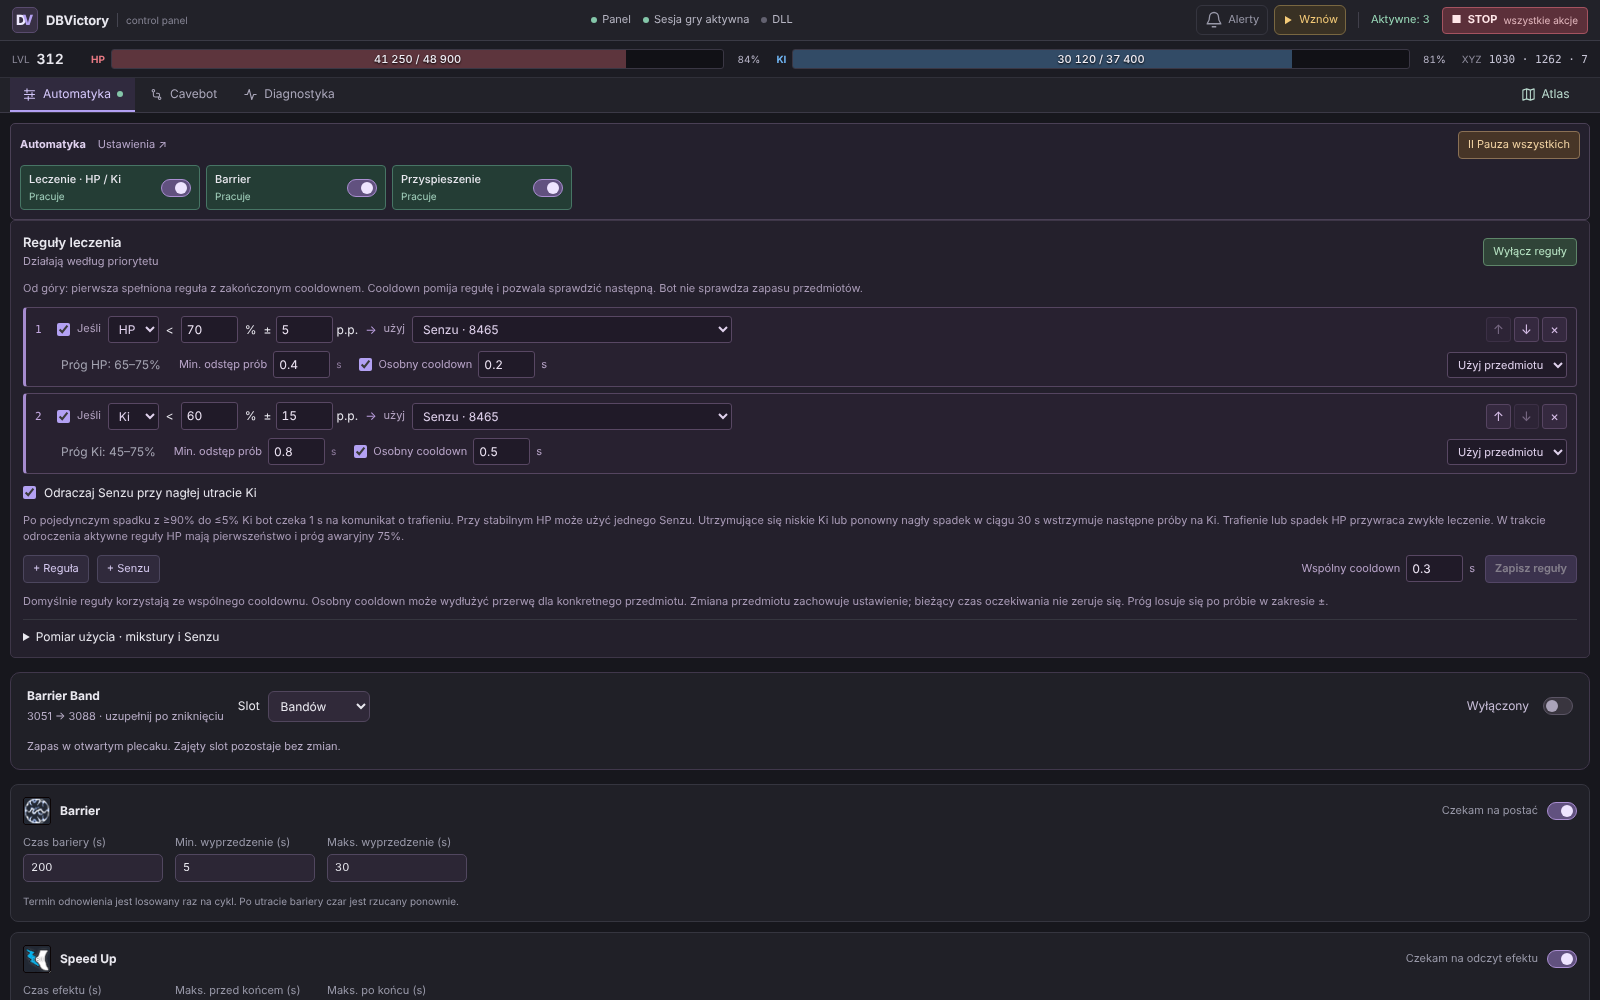 DV DBVictory control panel
Panel Sesja gry aktywna DLL
Alerty Wznów Aktywne: 3 STOP wszystkie akcje
LVL 312 HP 41 250 / 48 900 84% KI 30 120 / 37 400 81% XYZ 1030 · 1262 · 7
Automatyka Cavebot Diagnostyka Atlas
Automatyka Ustawienia ↗ II Pauza wszystkich
Leczenie · HP / Ki
Pracuje
Barrier
Pracuje
Przyspieszenie
Pracuje
Reguły leczenia
Działają według priorytetu
Wyłącz reguły
Od góry: pierwsza spełniona reguła z zakończonym cooldownem. Cooldown pomija regułę i pozwala sprawdzić następną. Bot nie sprawdza zapasu przedmiotów.
1 Jeśli HP < 70 % ± 5 p.p. → użyj Senzu · 8465 ↑ ↓ ×
Próg HP: 65–75% Min. odstęp prób 0.4 s Osobny cooldown 0.2 s Użyj przedmiotu
2 Jeśli Ki < 60 % ± 15 p.p. → użyj Senzu · 8465 ↑ ↓ ×
Próg Ki: 45–75% Min. odstęp prób 0.8 s Osobny cooldown 0.5 s Użyj przedmiotu
Odraczaj Senzu przy nagłej utracie Ki
Po pojedynczym spadku z ≥90% do ≤5% Ki bot czeka 1 s na komunikat o trafieniu. Przy stabilnym HP może użyć jednego Senzu. Utrzymujące się niskie Ki lub ponowny nagły spadek w ciągu 30 s wstrzymuje następne próby na Ki. Trafienie lub spadek HP przywraca zwykłe leczenie. W trakcie
odroczenia aktywne reguły HP mają pierwszeństwo i próg awaryjny 75%.
+ Reguła + Senzu Wspólny cooldown 0.3 s Zapisz reguły
Domyślnie reguły korzystają ze wspólnego cooldownu. Osobny cooldown może wydłużyć przerwę dla konkretnego przedmiotu. Zmiana przedmiotu zachowuje ustawienie; bieżący czas oczekiwania nie zeruje się. Próg losuje się po próbie w zakresie ±.
Pomiar użycia · mikstury i Senzu
Barrier Band
3051 → 3088 · uzupełnij po zniknięciu
Slot Bandów Wyłączony
Zapas w otwartym plecaku. Zajęty slot pozostaje bez zmian.
Barrier Czekam na postać
Czas bariery (s) Min. wyprzedzenie (s) Maks. wyprzedzenie (s)
200 5 30
Termin odnowienia jest losowany raz na cykl. Po utracie bariery czar jest rzucany ponownie.
Speed Up Czekam na odczyt efektu
Czas efektu (s) Maks. przed końcem (s) Maks. po końcu (s)